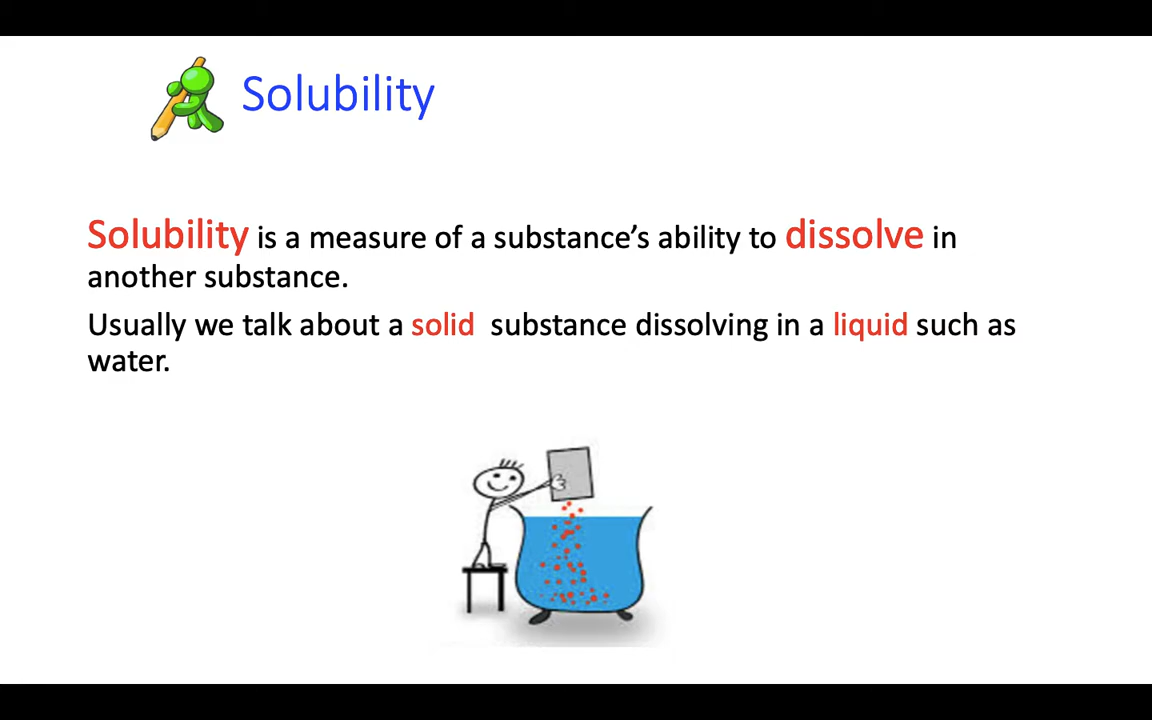 Solubility
Solubility is a measure of a substance’s ability to dissolve in
another substance.
Usually we talk about a solid substance dissolving in a liquid such as
water.